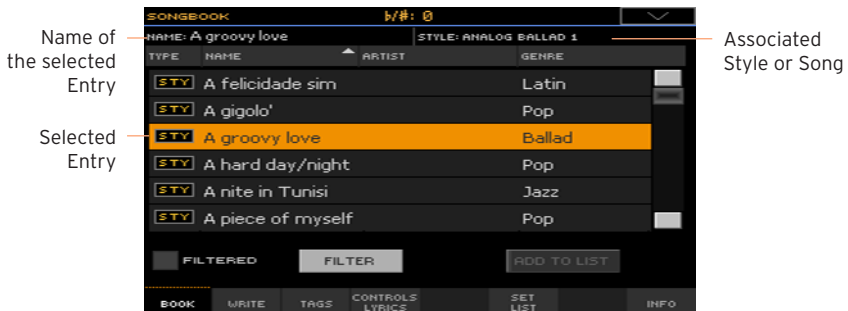 SONGBOOK b/#: 0
NAME: A groovy love STYLE: ANALOG BALLAD 1
TYPE NAME ARTIST GENRE
STY A felicidade sim Latin
STY A gigolo' Pop
STY A groovy love Ballad
STY A hard day/night Pop
STY A nite in Tunisi Jazz
STY A piece of myself Pop
FILTERED FILTER ADD TO LIST
BOOK WRITE TAGS CONTROLS LYRICS SET LIST INFO
Name of
the selected
Entry
Selected
Entry
Associated
Style or Song